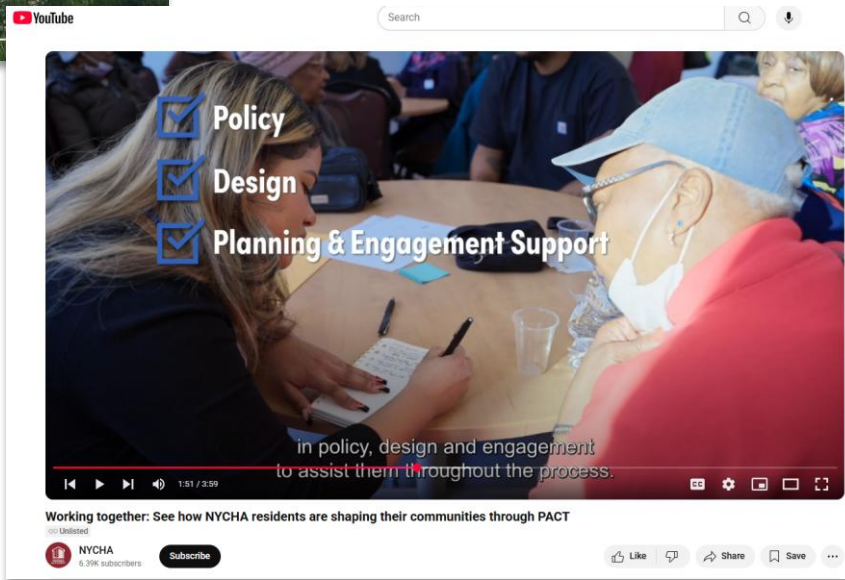 YouTube
Search
Policy
Design
Planning & Engagement Support
in policy, design and engagement
to assist them throughout the process.
1:51 / 3:59
CC
Working together: See how NYCHA residents are shaping their communities through PACT
Unlisted
NYCHA
6.39K subscribers
Subscribe
Like
Share
Save